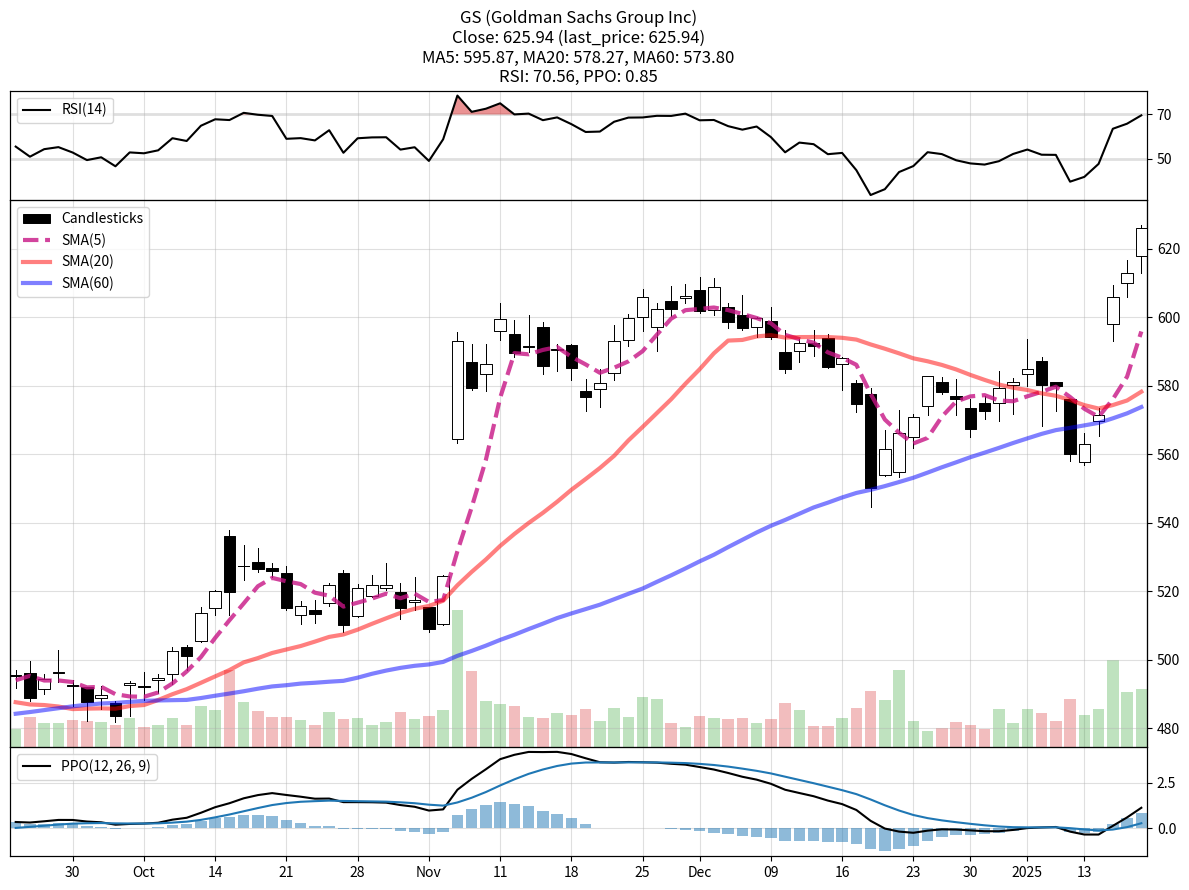 GS (Goldman Sachs Group Inc)
Close: 625.94 (last_price: 625.94)
MA5: 595.87, MA20: 578.27, MA60: 573.80
RSI: 70.56, PPO: 0.85
RSI(14)
70
50
Candlesticks
SMA(5)
SMA(20)
SMA(60)
620
600
580
560
540
520
500
480
PPO(12, 26, 9)
2.5
0.0
30 Oct 14 21 28 Nov 11 18 25 Dec 09 16 23 30 2025 13